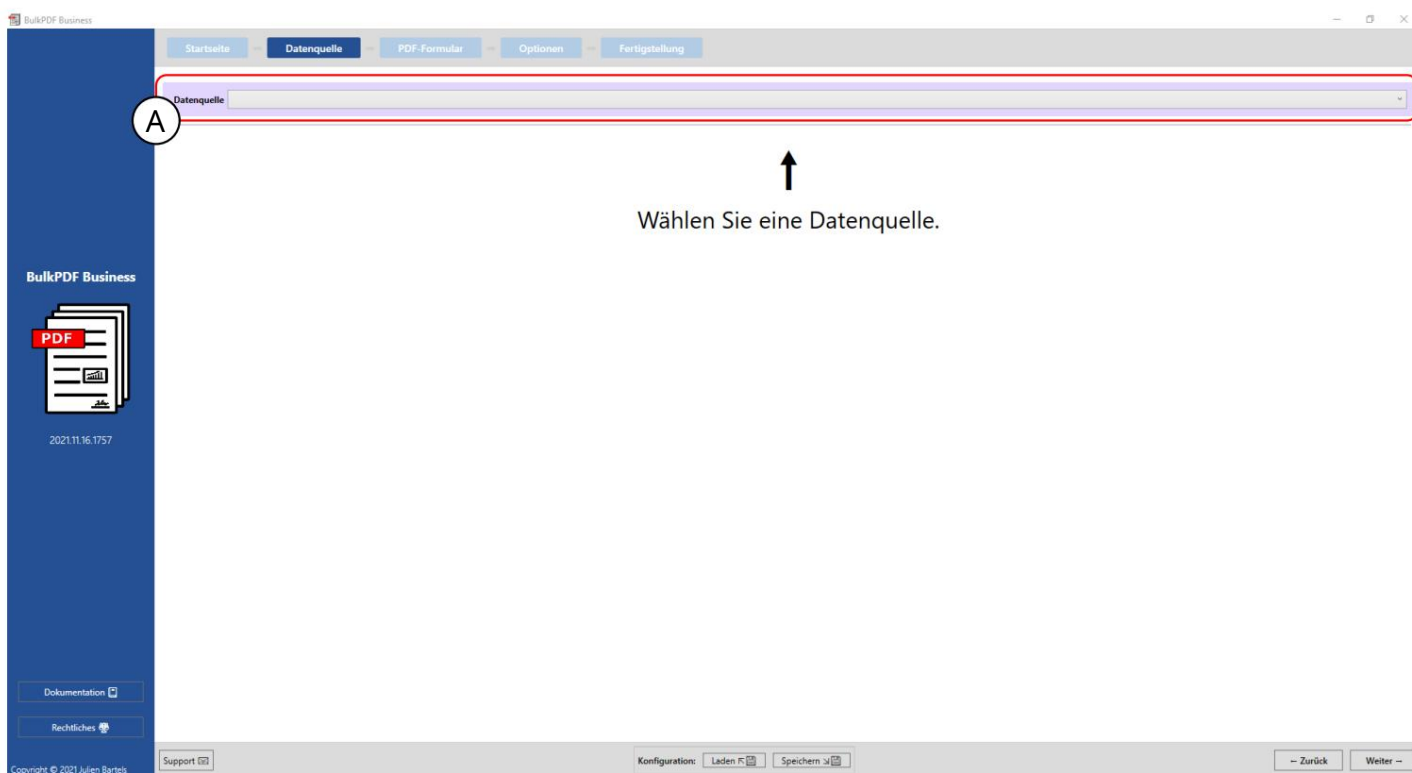 BulkPDF Business
Startseite Datenquelle PDF-Formular Optionen Fertigstellung
Datenquelle
A
Wählen Sie eine Datenquelle.
BulkPDF Business
PDF
2021.11.16.1757
Dokumentation
Rechtliches
Copyright © 2021 Julien Bartels
Support
Konfiguration: Laden Speichern
Zurück Weiter